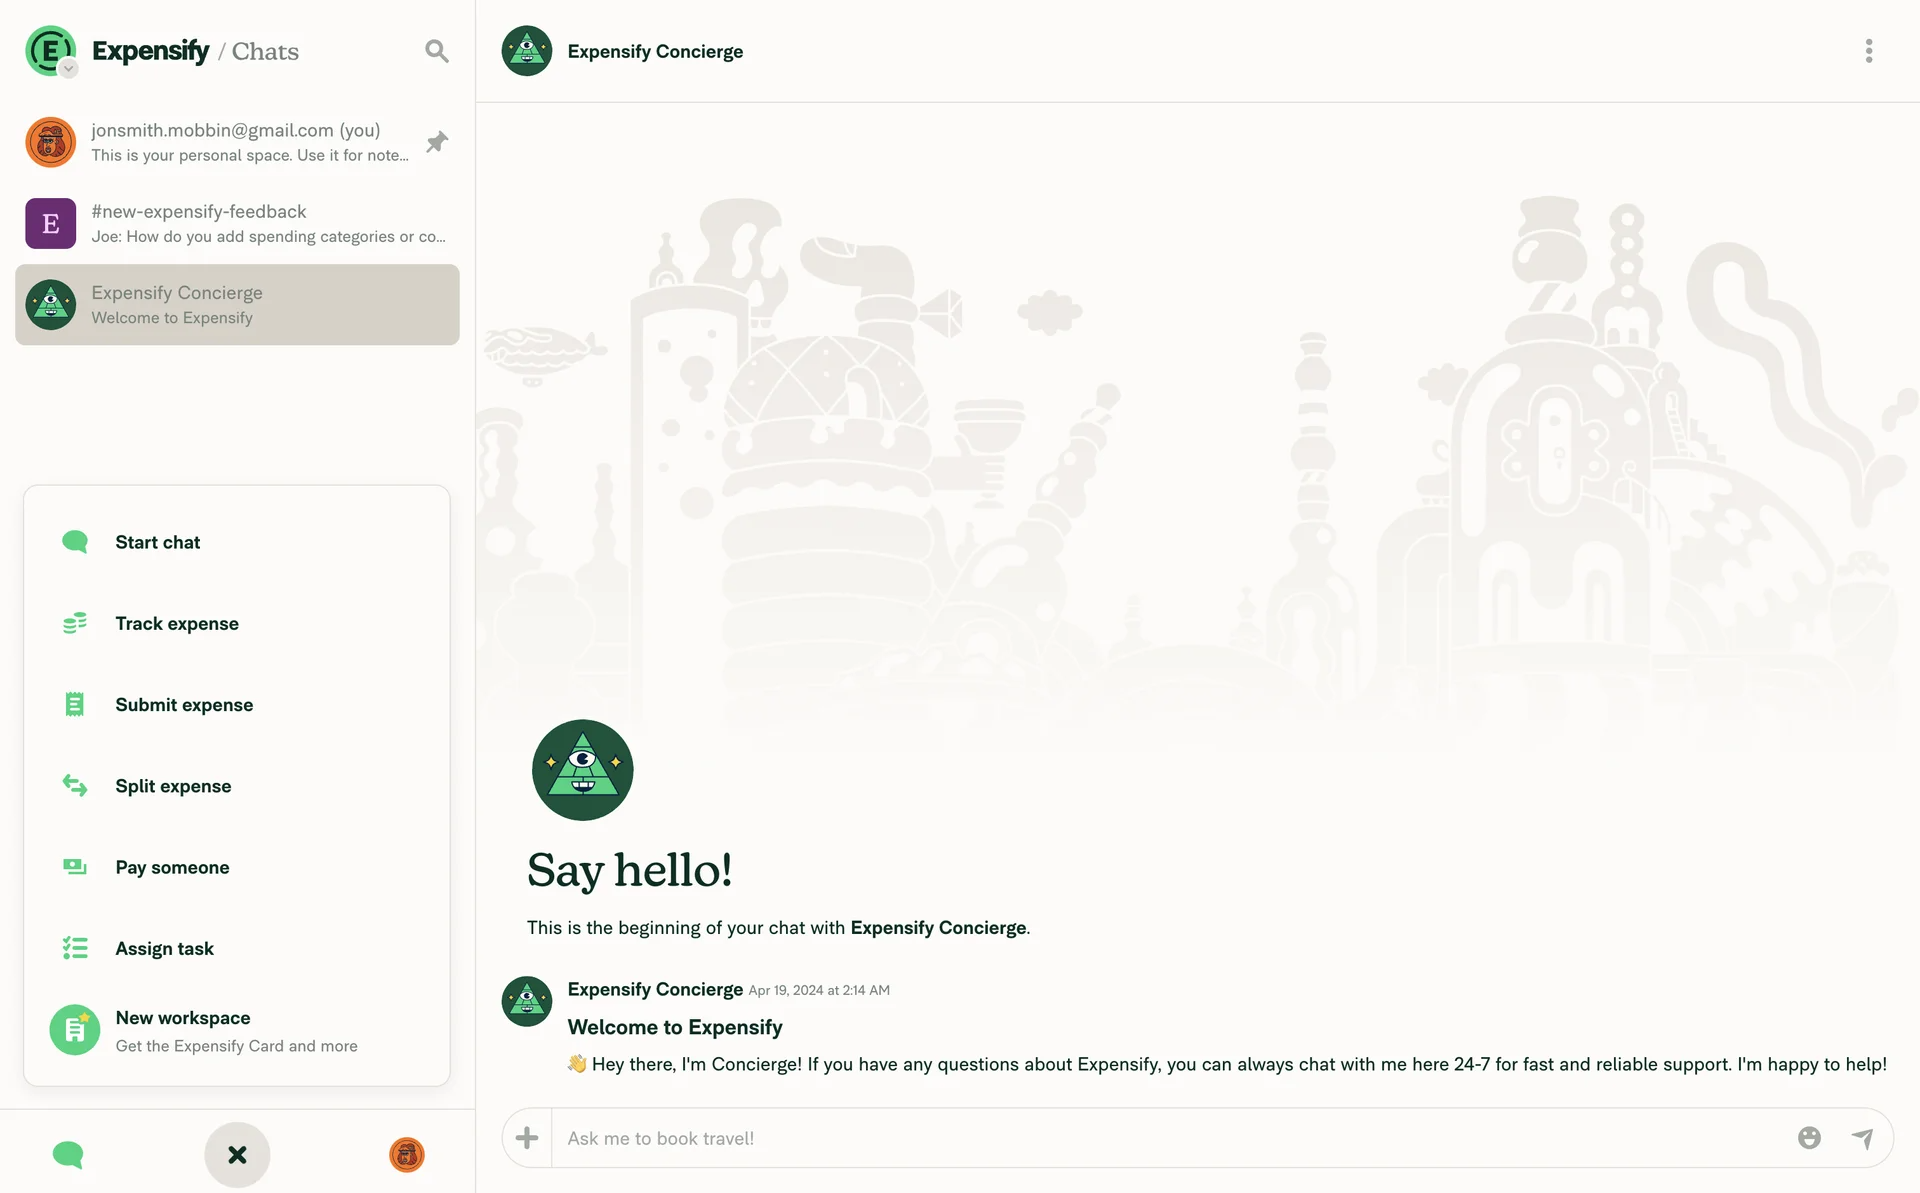 Expensify / Chats
jonsmith.mobbin@gmail.com (you)
This is your personal space. Use it for note...
E
#new-expensify-feedback
Joe: How do you add spending categories or co...
Expensify Concierge
Welcome to Expensify
Start chat
Track expense
Submit expense
Split expense
Pay someone
Assign task
New workspace
Get the Expensify Card and more
Expensify Concierge
Say hello!
This is the beginning of your chat with Expensify Concierge.
Expensify Concierge Apr 19, 2024 at 2:14 AM
Welcome to Expensify
👋 Hey there, I'm Concierge! If you have any questions about Expensify, you can always chat with me here 24-7 for fast and reliable support. I'm happy to help!
Ask me to book travel!